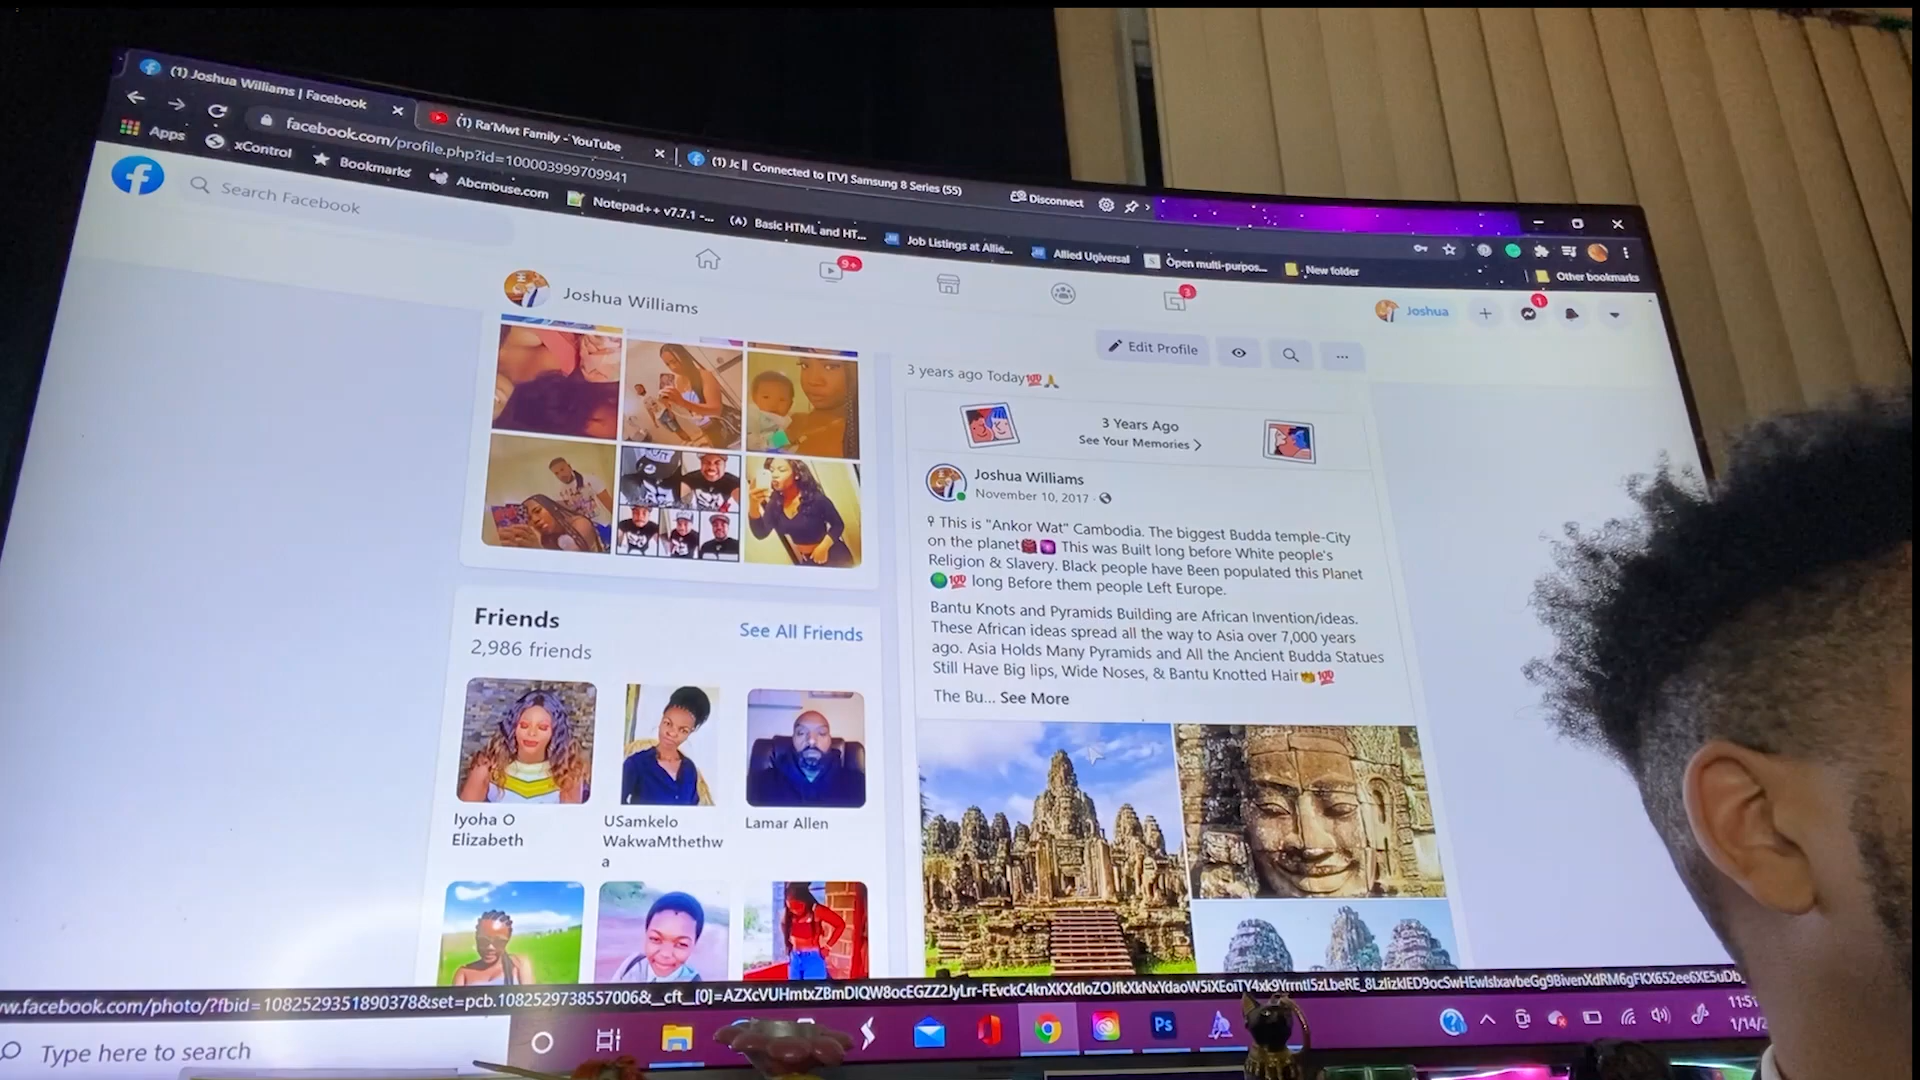 (1) Joshua Williams | Facebook
(1) Ra'Mwt Family - YouTube
(1) Jc ||
Connected to [TV] Samsung 8 Series (55)
Disconnect
facebook.com/profile.php?id=100003999709941
Apps
xControl
Bookmarks
Abcmouse.com
Notepad++ v7.7.1 -...
Basic HTML and HT...
Job Listings at Allie...
Allied Universal
Open multi-purpos...
New folder
Other bookmarks
Search Facebook
9+
3
Joshua
1
Joshua Williams
Edit Profile
3 years ago Today💯🙏
3 Years Ago
See Your Memories
Joshua Williams
November 10, 2017
This is "Ankor Wat" Cambodia. The biggest Budda temple-City
on the planet This was Built long before White people's
Religion & Slavery. Black people have Been populated this Planet
💯 long Before them people Left Europe.
Bantu Knots and Pyramids Building are African Invention/ideas.
These African ideas spread all the way to Asia over 7,000 years
ago. Asia Holds Many Pyramids and All the Ancient Budda Statues
Still Have Big lips, Wide Noses, & Bantu Knotted Hair💯
The Bu... See More
Friends
See All Friends
2,986 friends
Iyoha O
Elizabeth
USamkelo
WakwaMthethw
a
Lamar Allen
Type here to search
Ps
11:51
1/14/2